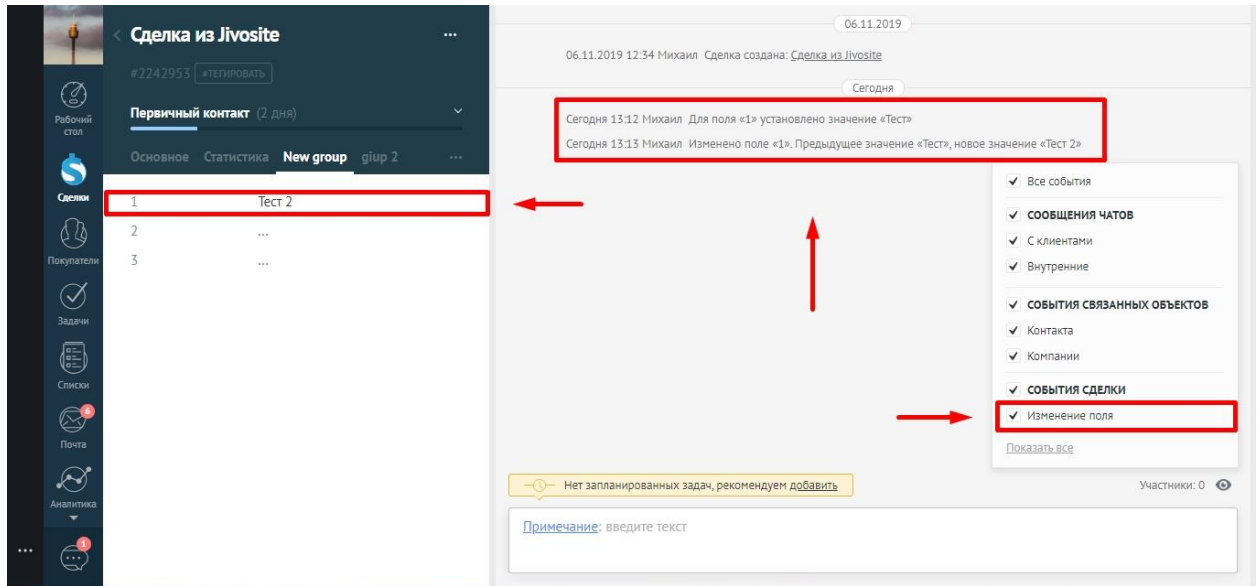 Рабочий
стол
Сделки
Покупатели
Задачи
Списки
6
Почта
Аналитика
1
...
Сделка из Jivosite
...
#2242953 #ТЕГИРОВАТЬ
Первичный контакт (2 дня)
Основное Статистика New group giup 2 ...
1 Тест 2
2 ...
3 ...
06.11.2019
06.11.2019 12:34 Михаил Сделка создана: Сделка из Jivosite
Сегодня
Сегодня 13:12 Михаил Для поля «1» установлено значение «Тест»
Сегодня 13:13 Михаил Изменено поле «1». Предыдущее значение «Тест», новое значение «Тест 2»
Все события
СООБЩЕНИЯ ЧАТОВ
С клиентами
Внутренние
СОБЫТИЯ СВЯЗАННЫХ ОБЪЕКТОВ
Контакта
Компании
СОБЫТИЯ СДЕЛКИ
Изменение поля
Показать все
Нет запланированных задач, рекомендуем добавить
Участники: 0
Примечание: введите текст